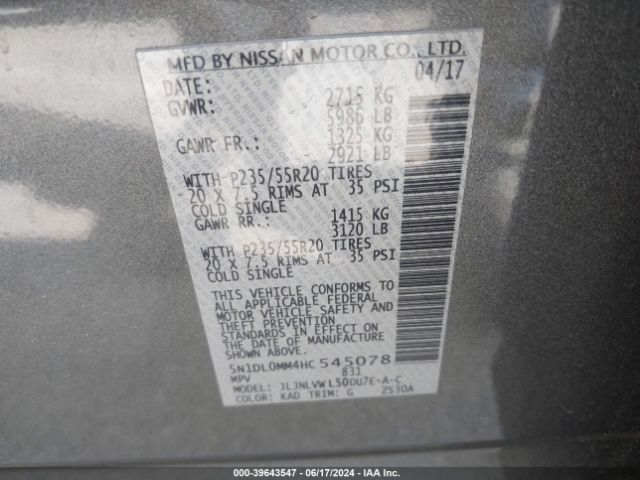 MFD BY NISSAN MOTOR CO., LTD.
DATE: 04/17
GVWR: 2715 KG
5986 LB
GAWR FR.: 1325 KG
2921 LB
WITH P235/55R20 TIRES
20 X 7.5 RIMS AT 35 PSI
COLD SINGLE
GAWR RR.: 1415 KG
3120 LB
WITH P235/55R20 TIRES
20 X 7.5 RIMS AT 35 PSI
COLD SINGLE
THIS VEHICLE CONFORMS TO
ALL APPLICABLE FEDERAL
MOTOR VEHICLE SAFETY AND
THEFT PREVENTION
STANDARDS IN EFFECT ON
THE DATE OF MANUFACTURE
SHOWN ABOVE.
5N1DL0MM4HC545078
MPV 831
JLJNLVWL50DU7E-A-C
COLOR: KAD TRIM: G 2S30A
000-39643547 - 06/17/2024 - IAA Inc.